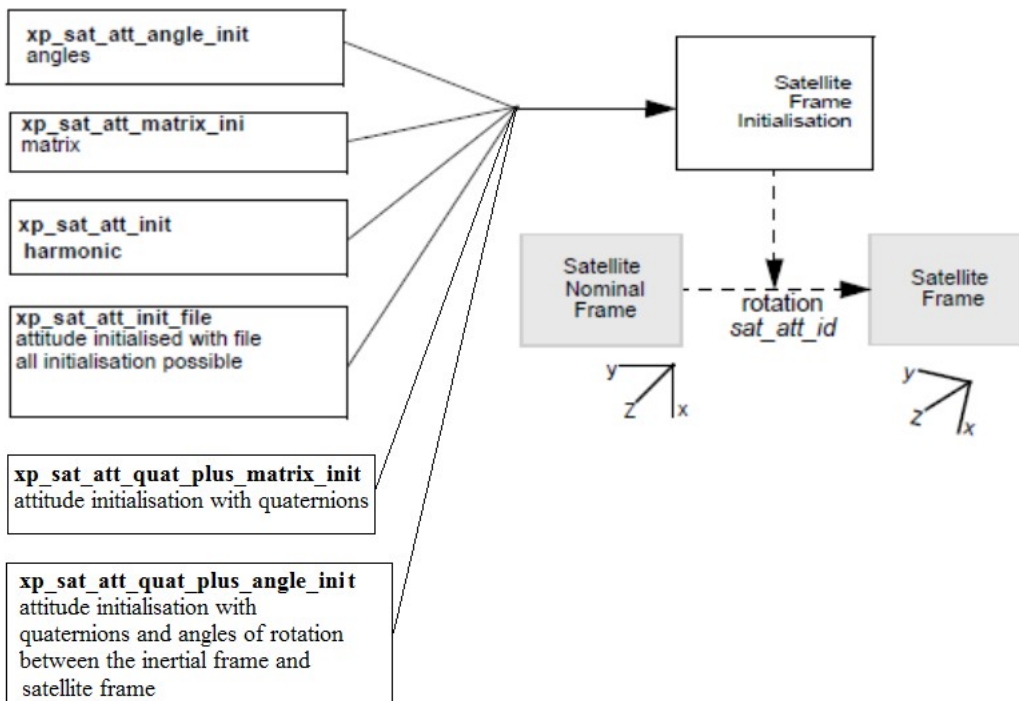 xp_sat_att_angle_init
angles
xp_sat_att_matrix_ini
matrix
xp_sat_att_init
harmonic
xp_sat_att_init_file
attitude initialised with file
all initialisation possible
xp_sat_att_quat_plus_matrix_init
attitude initialisation with quaternions
xp_sat_att_quat_plus_angle_init
attitude initialisation with
quaternions and angles of rotation
between the inertial frame and
satellite frame
Satellite
Frame
Initialisation
Satellite
Nominal
Frame
rotation
sat_att_id
Satellite
Frame
y
Z
x
y
Z
x